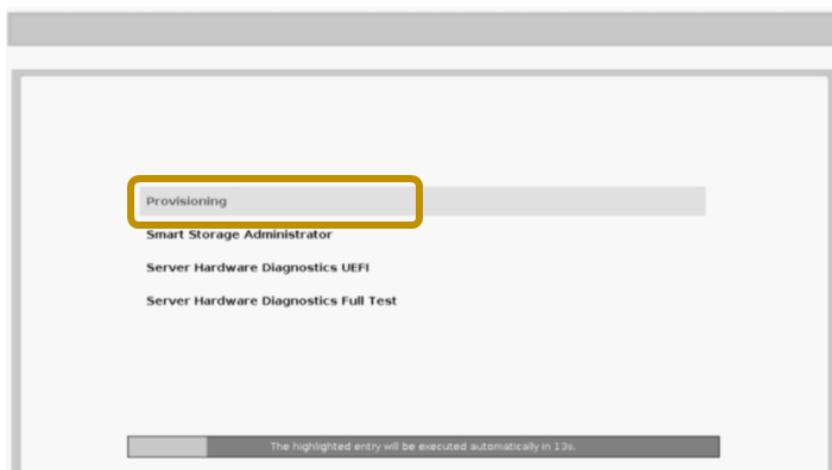 Provisioning
Smart Storage Administrator
Server Hardware Diagnostics UEFI
Server Hardware Diagnostics Full Test
The highlighted entry will be executed automatically in 13s.